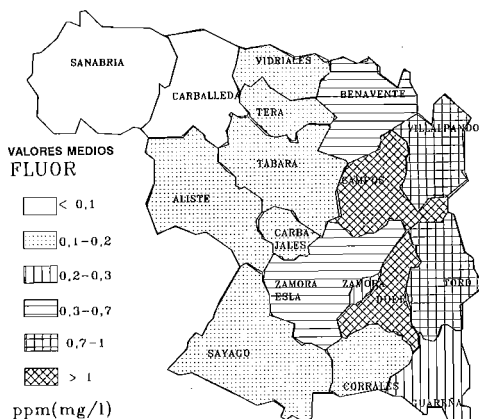 SANABRIA
CARBALLEDA
VIDRIALES
TERA
BENAVENTE
VILLALPANDO
TABARA
CAMPOS
ALISTE
CARBA
JALES
ZAMORA
ESLA
ZAMORA
DUERO
TORO
SAYAGO
CORRALES
GUAREÑA
VALORES MEDIOS
FLUOR
< 0,1
0,1-0,2
0,2-0,3
0,3-0,7
0,7-1
> 1
ppm(mg/l)